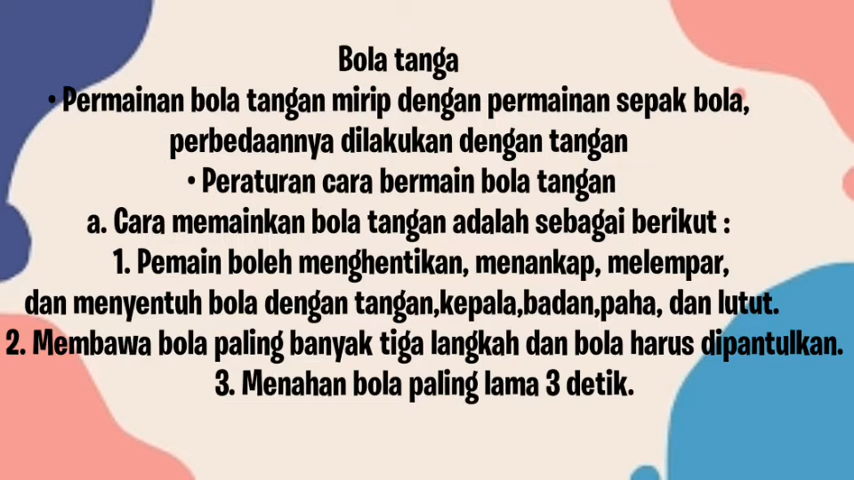 Bola tanga
• Permainan bola tangan mirip dengan permainan sepak bola,
perbedaannya dilakukan dengan tangan
• Peraturan cara bermain bola tangan
a. Cara memainkan bola tangan adalah sebagai berikut :
1. Pemain boleh menghentikan, menankap, melempar,
dan menyentuh bola dengan tangan,kepala,badan,paha, dan lutut.
2. Membawa bola paling banyak tiga langkah dan bola harus dipantulkan.
3. Menahan bola paling lama 3 detik.